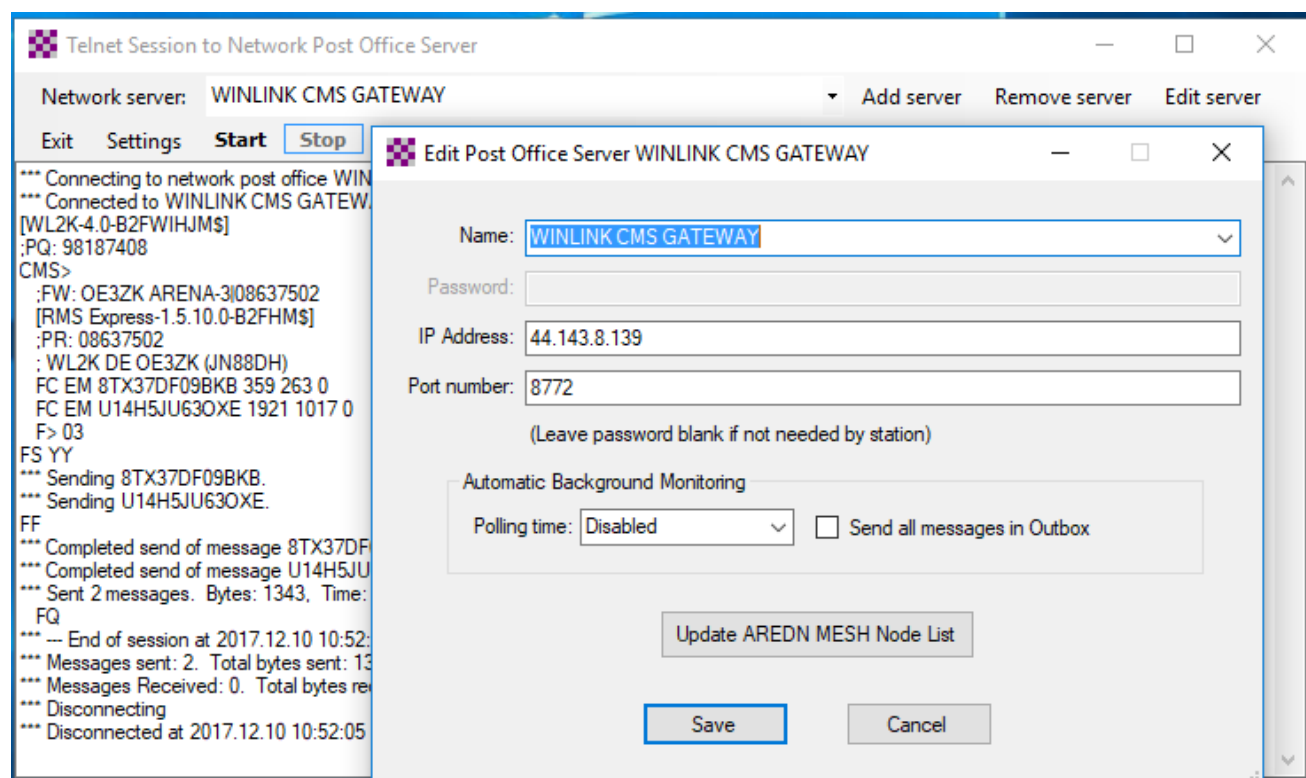 Telnet Session to Network Post Office Server
Network server: WINLINK CMS GATEWAY Add server Remove server Edit server
Exit Settings Start Stop
*** Connecting to network post office WIN
*** Connected to WINLINK CMS GATEW
[WL2K-4.0-B2FWIHJM$]
;PQ: 98187408
CMS>
;FW: OE3ZK ARENA-3|08637502
[RMS Express-1.5.10.0-B2FHM$]
;PR: 08637502
; WL2K DE OE3ZK (JN88DH)
FC EM 8TX37DF09BKB 359 263 0
FC EM U14H5JU63OXE 1921 1017 0
F> 03
FS YY
*** Sending 8TX37DF09BKB.
*** Sending U14H5JU63OXE.
FF
*** Completed send of message 8TX37DF
*** Completed send of message U14H5JU
*** Sent 2 messages. Bytes: 1343, Time:
FQ
*** --- End of session at 2017.12.10 10:52:
*** Messages sent: 2. Total bytes sent: 13
*** Messages Received: 0. Total bytes re
*** Disconnecting
*** Disconnected at 2017.12.10 10:52:05
Edit Post Office Server WINLINK CMS GATEWAY
Name: WINLINK CMS GATEWAY
Password:
IP Address: 44.143.8.139
Port number: 8772
(Leave password blank if not needed by station)
Automatic Background Monitoring
Polling time: Disabled Send all messages in Outbox
Update AREDN MESH Node List
Save Cancel